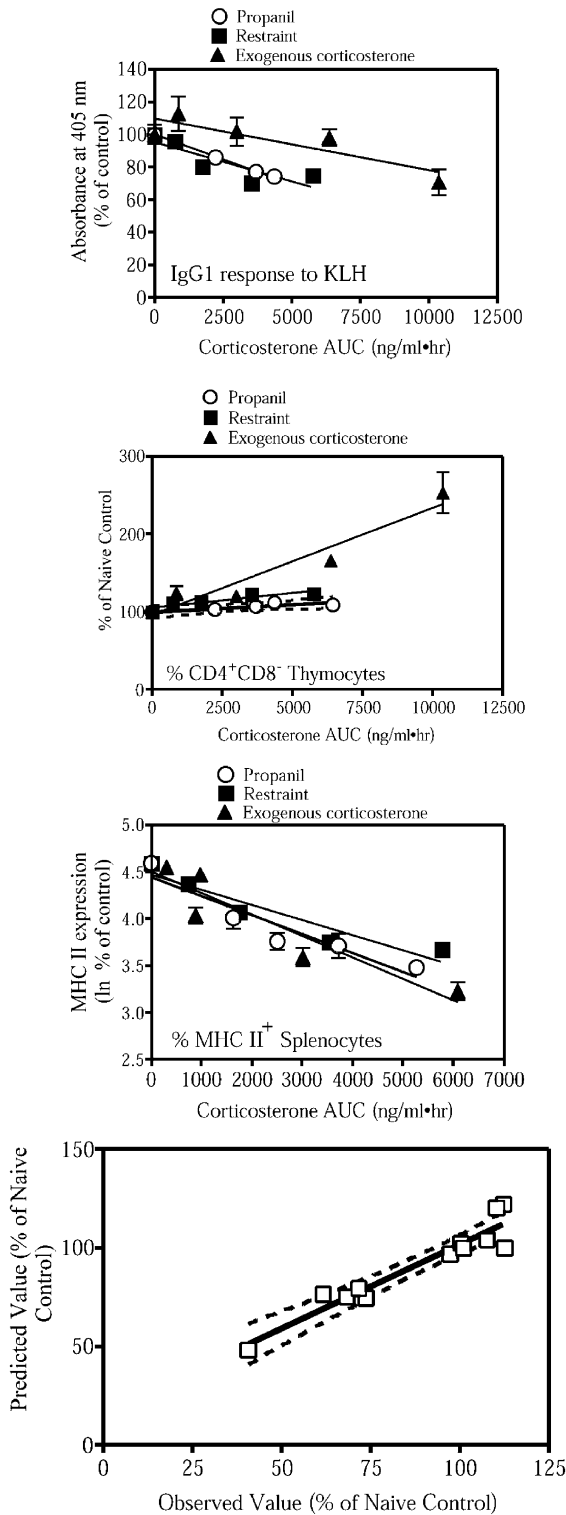 Propanil
Restraint
Exogenous corticosterone
140
120
100
80
60
40
20
0
Absorbance at 405 nm
(% of control)
IgG1 response to KLH
0 2500 5000 7500 10000 12500
Corticosterone AUC (ng/ml•hr)
Propanil
Restraint
Exogenous corticosterone
300
200
100
0
% of Naive Control
% CD4+CD8- Thymocytes
0 2500 5000 7500 10000 12500
Corticosterone AUC (ng/ml•hr)
Propanil
Restraint
Exogenous corticosterone
5.0
4.5
4.0
3.5
3.0
2.5
MHC II expression
(ln % of control)
% MHC II+ Splenocytes
0 1000 2000 3000 4000 5000 6000 7000
Corticosterone AUC (ng/ml•hr)
150
100
50
0
Predicted Value (% of Naive
Control)
0 25 50 75 100 125
Observed Value (% of Naive Control)